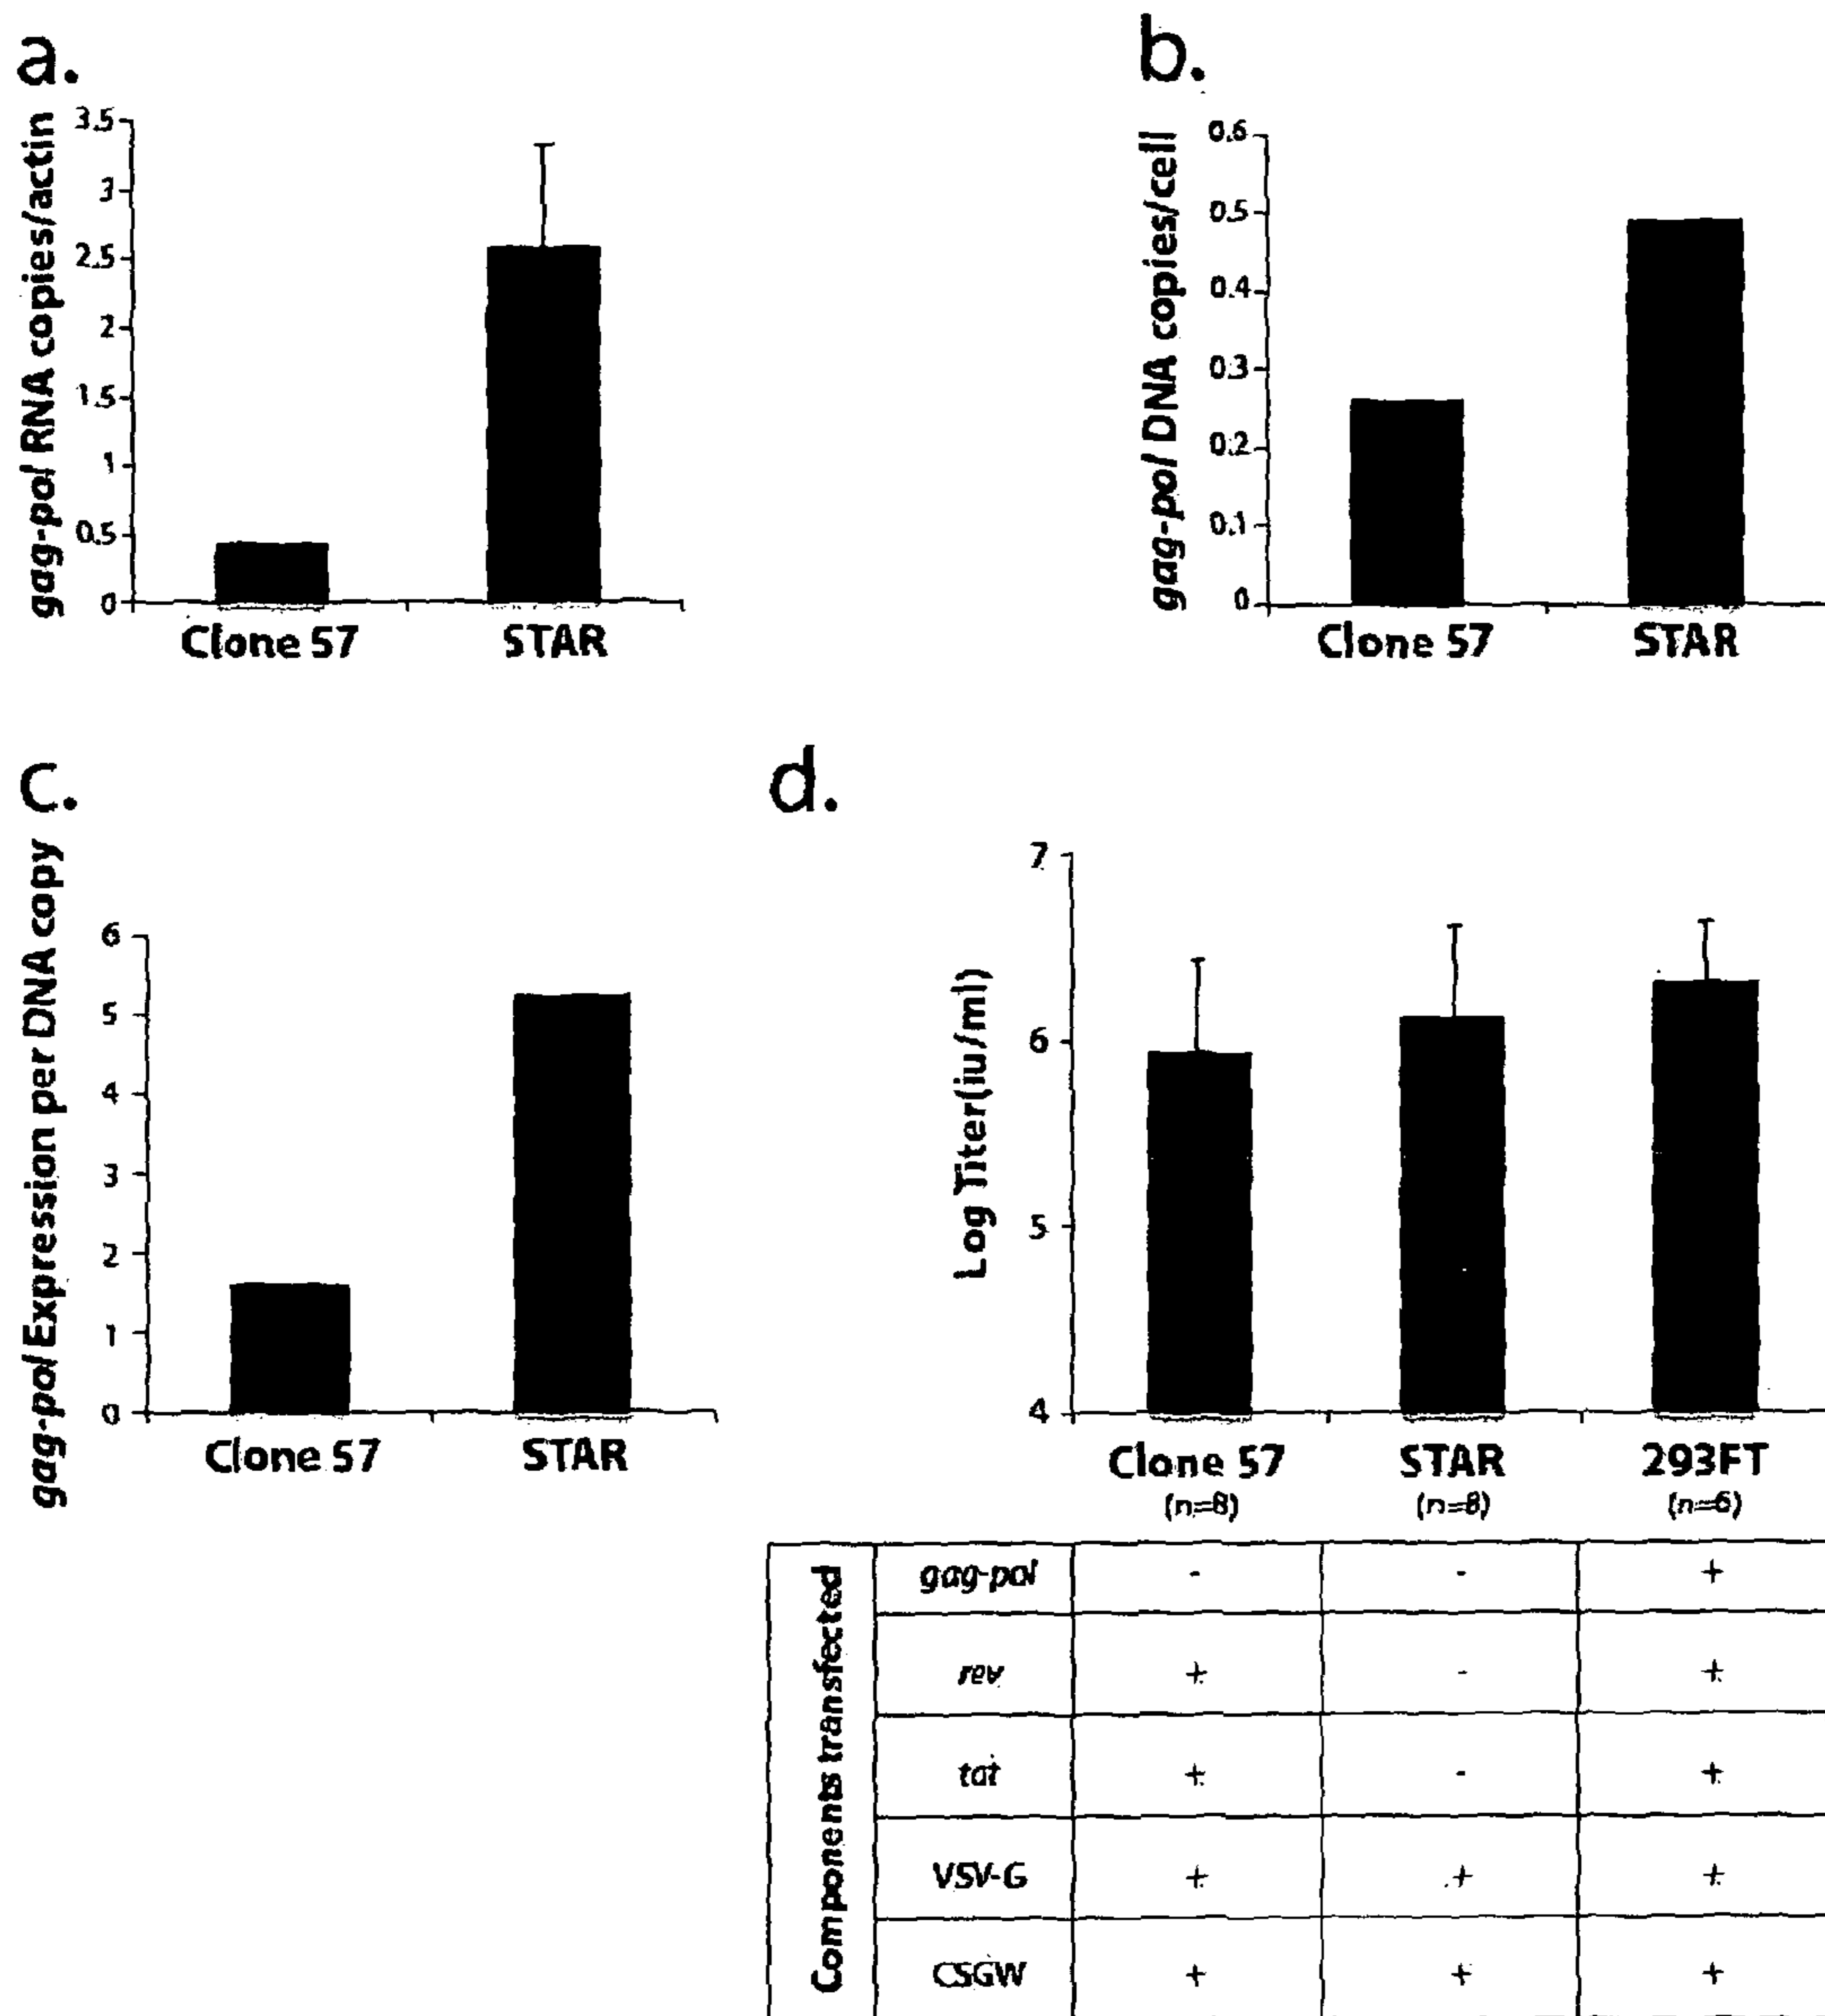 a.
gag-pol RNA copies/actin
3.5
3
2.5
2
1.5
1
0.5
0
Clone 57
STAR
b.
gag-pol DNA copies/cell
0.6
0.5
0.4
0.3
0.2
0.1
0
Clone 57
STAR
c.
gag-pol Expression per DNA copy
6
5
4
3
2
1
0
Clone 57
STAR
d.
Log Titer(iu/ml)
7
6
5
4
Clone 57
STAR
293FT
(n=8)
(n=8)
(n=6)
Components transfected
gag-pol - - +
rev + - +
tat + - +
VSV-G + + +
CSGW + + +